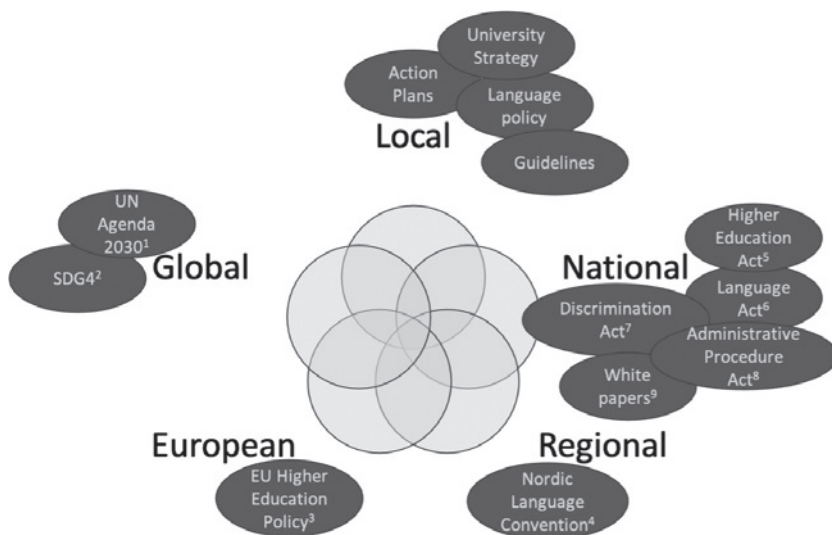 University
Strategy
Action
Plans
Language
policy
Local
Guidelines
UN
Agenda
2030¹
SDG4²
Global
Higher
Education
Act⁵
National
Language
Act⁶
Discrimination
Act⁷
Administrative
Procedure
Act⁸
White
papers⁹
European
EU Higher
Education
Policy³
Regional
Nordic
Language
Convention⁴